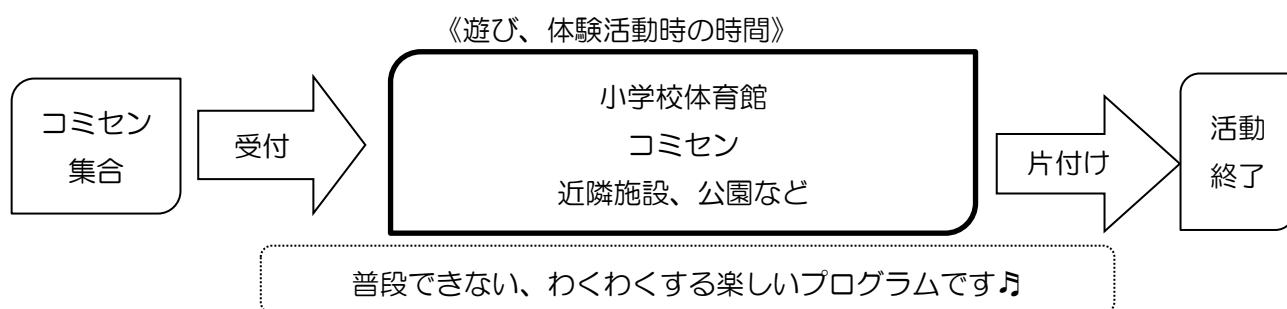 《遊び、体験活動時の時間》
コミセン
集合
受付
小学校体育館
コミセン
近隣施設、公園など
片付け
活動
終了
普段できない、わくわくする楽しいプログラムです♬